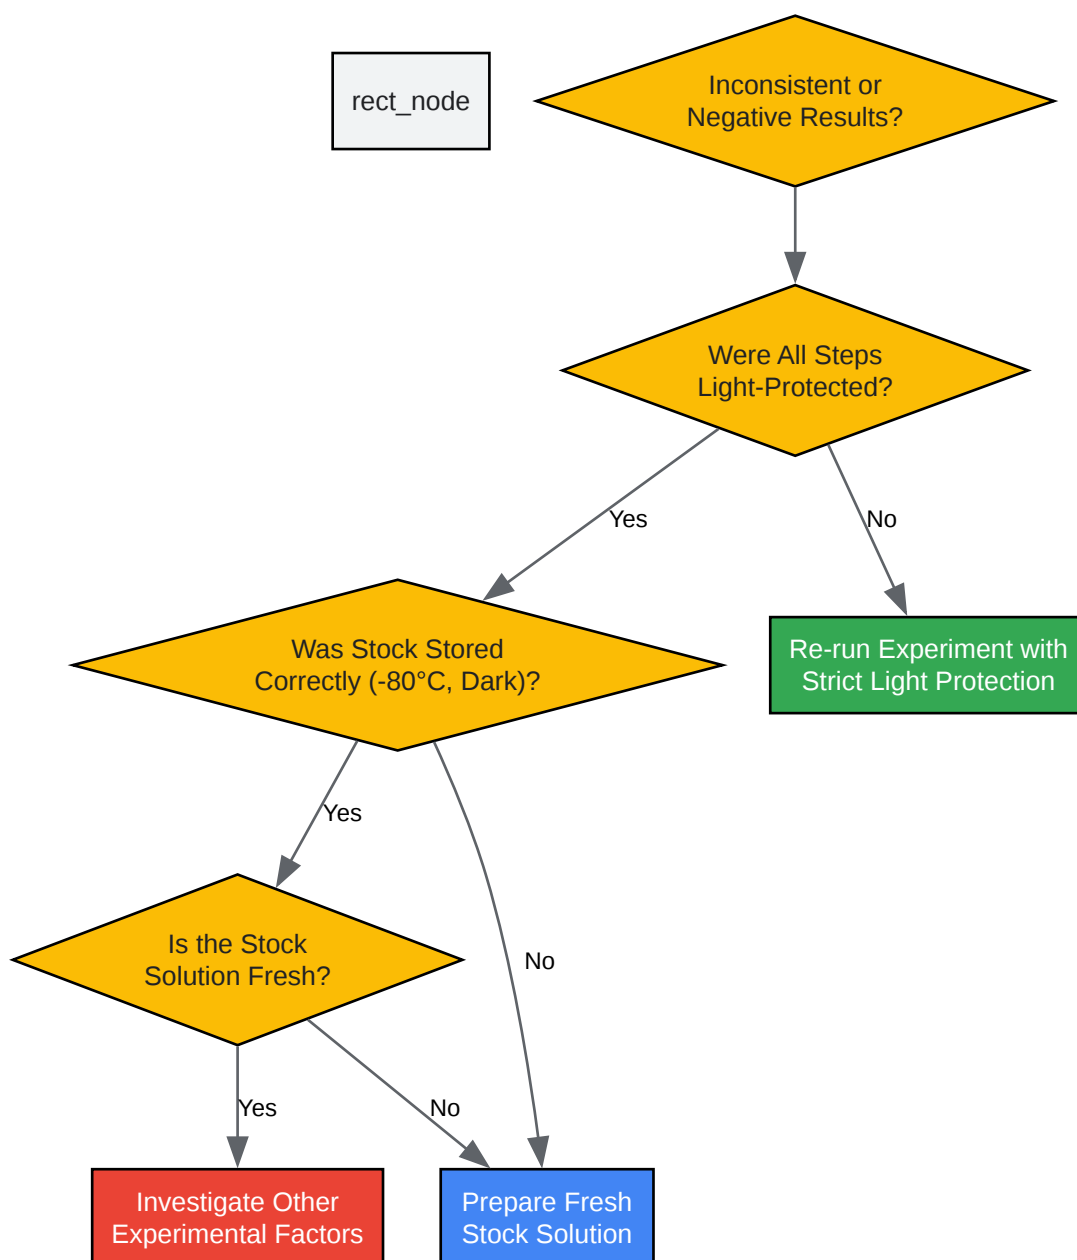 rect_node
Inconsistent or
Negative Results?
Were All Steps
Light-Protected?
Yes
No
Was Stock Stored
Correctly (-80°C, Dark)?
Re-run Experiment with
Strict Light Protection
Yes
Is the Stock
Solution Fresh?
No
Yes
No
Investigate Other
Experimental Factors
Prepare Fresh
Stock Solution